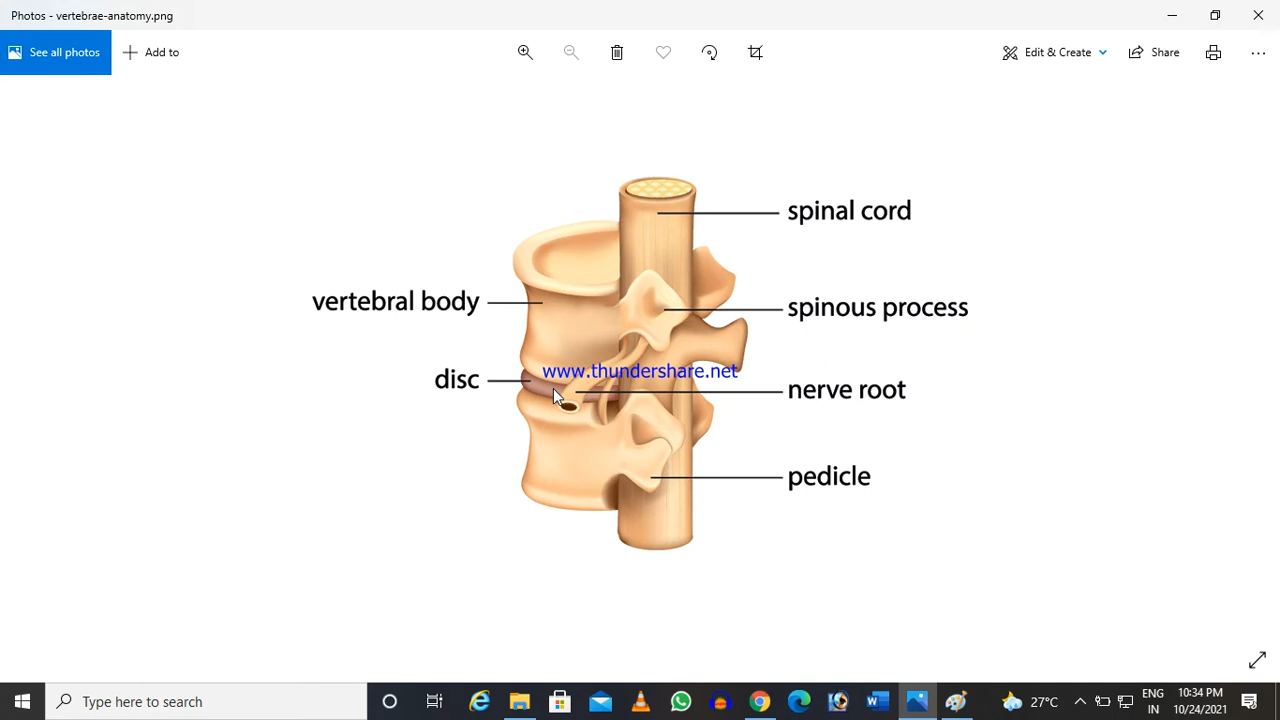 Photos - vertebrae-anatomy.png
See all photos
Add to
Edit & Create
Share
spinal cord
vertebral body
spinous process
www.thundershare.net
disc
nerve root
pedicle
Type here to search
27°C
ENG
IN
10:34 PM
10/24/2021